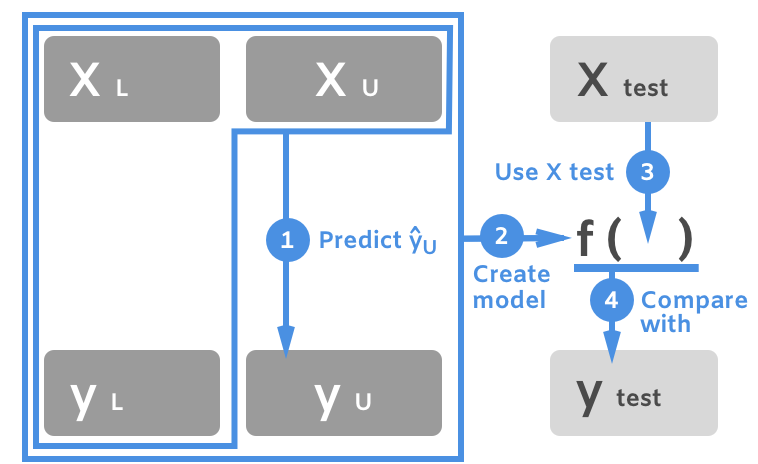 X L
X U
X test
Use X test
3
1
Predict ŷU
2
f ( )
Create
model
4
Compare
with
y L
y U
y test